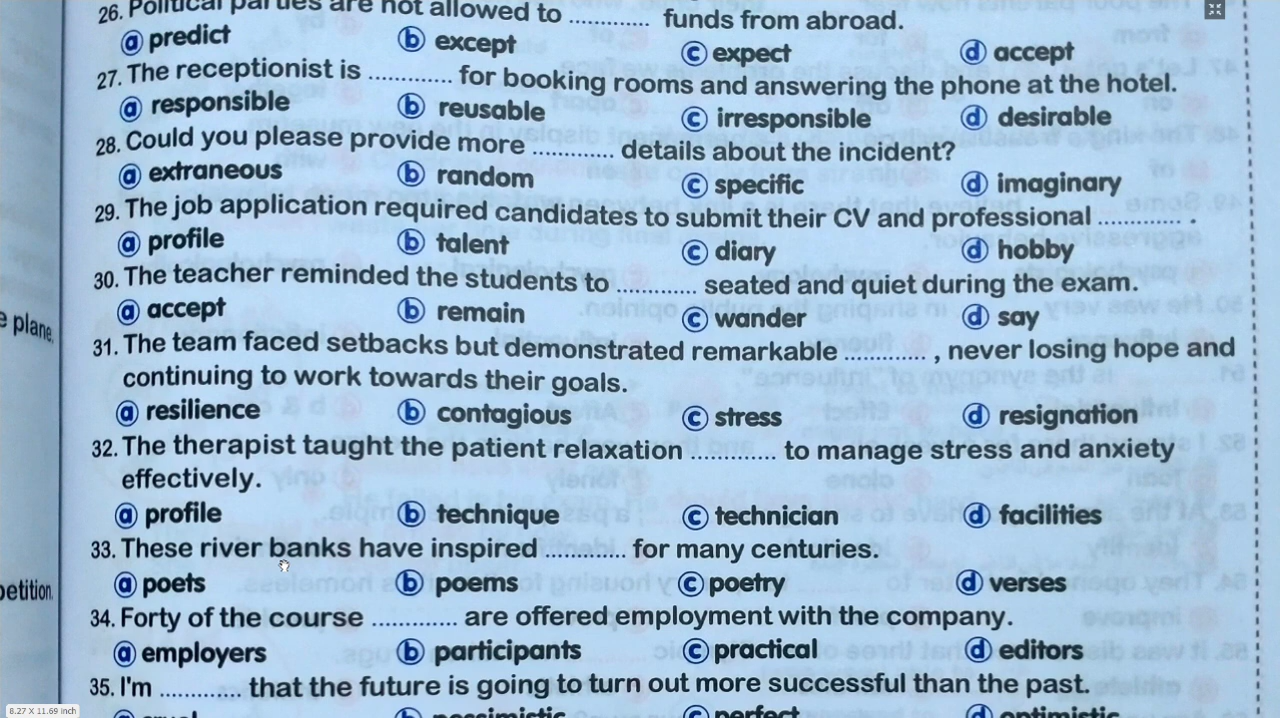 26. Political parties are not allowed to ............ funds from abroad.
ⓐ predict ⓑ except ⓒ expect ⓓ accept
27. The receptionist is ............ for booking rooms and answering the phone at the hotel.
ⓐ responsible ⓑ reusable ⓒ irresponsible ⓓ desirable
28. Could you please provide more ............ details about the incident?
ⓐ extraneous ⓑ random ⓒ specific ⓓ imaginary
29. The job application required candidates to submit their CV and professional ............ .
ⓐ profile ⓑ talent ⓒ diary ⓓ hobby
30. The teacher reminded the students to ............ seated and quiet during the exam.
ⓐ accept ⓑ remain ⓒ wander ⓓ say
e plane.
31. The team faced setbacks but demonstrated remarkable ............ , never losing hope and
continuing to work towards their goals.
ⓐ resilience ⓑ contagious ⓒ stress ⓓ resignation
32. The therapist taught the patient relaxation ............ to manage stress and anxiety
effectively.
ⓐ profile ⓑ technique ⓒ technician ⓓ facilities
33. These river banks have inspired ............ for many centuries.
petition.
ⓐ poets ⓑ poems ⓒ poetry ⓓ verses
34. Forty of the course ............ are offered employment with the company.
ⓐ employers ⓑ participants ⓒ practical ⓓ editors
35. I'm ............ that the future is going to turn out more successful than the past.
ⓐ cruel ⓑ pessimistic ⓒ perfect ⓓ optimistic
8.27 X 11.69 inch